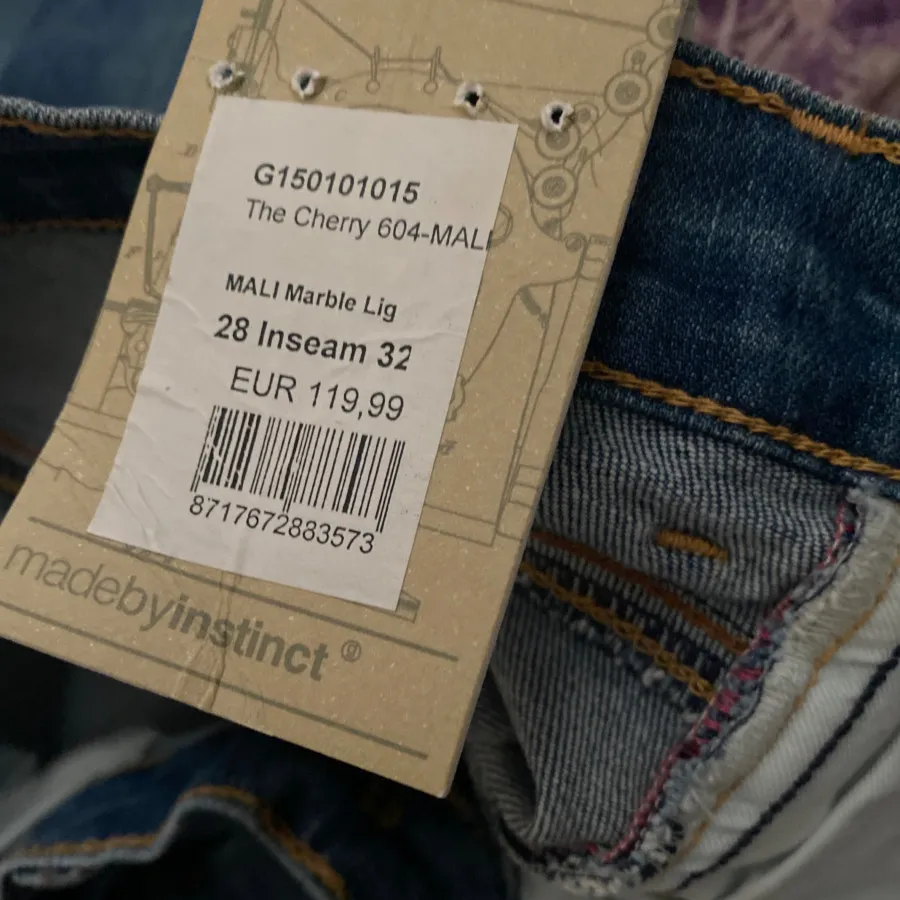 G150101015
The Cherry 604-MALI
MALI Marble Lig
28 Inseam 32
EUR 119,99
8717672883573
madebyinstinct®